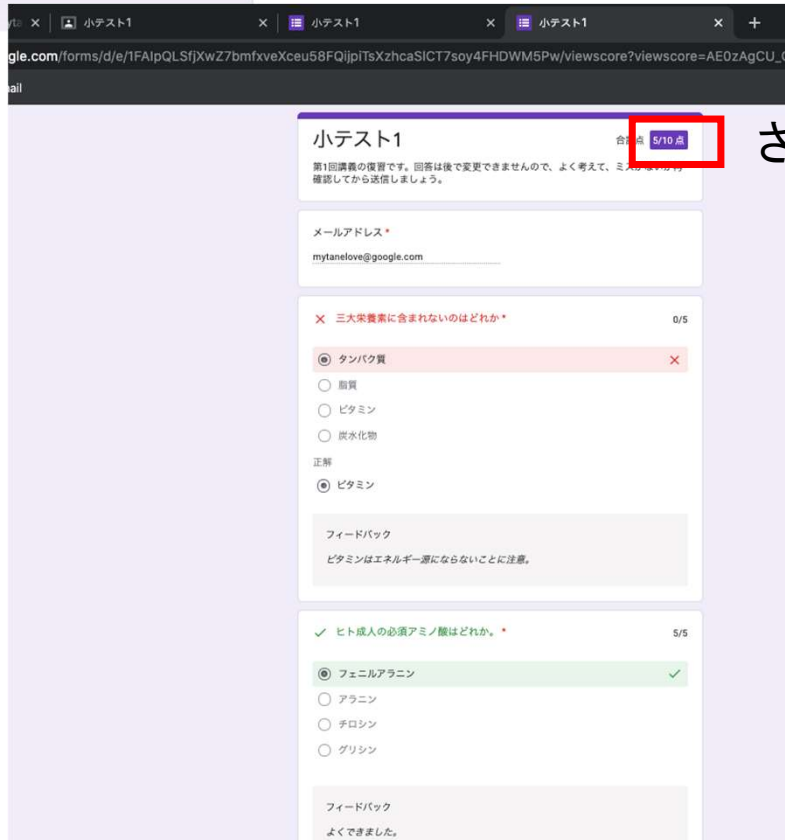 小テスト1
小テスト1
小テスト1
gle.com/forms/d/e/1FAIpQLSfjXwZ7bmfxveXceu58FQijpiTsXzhcaSlCT7soy4FHDWM5Pw/viewscore?viewscore=AE0zAgCU_
ail
小テスト1
合計点 5/10 点
第1回講義の復習です。回答は後で変更できませんので、よく考えて、ミスがないか
確認してから送信しましょう。
さ
メールアドレス *
mytanelove@google.com
三大栄養素に含まれないのはどれか * 0/5
タンパク質
脂質
ビタミン
炭水化物
正解
ビタミン
フィードバック
ビタミンはエネルギー源にならないことに注意。
ヒト成人の必須アミノ酸はどれか。 * 5/5
フェニルアラニン
アラニン
チロシン
グリシン
フィードバック
よくできました。